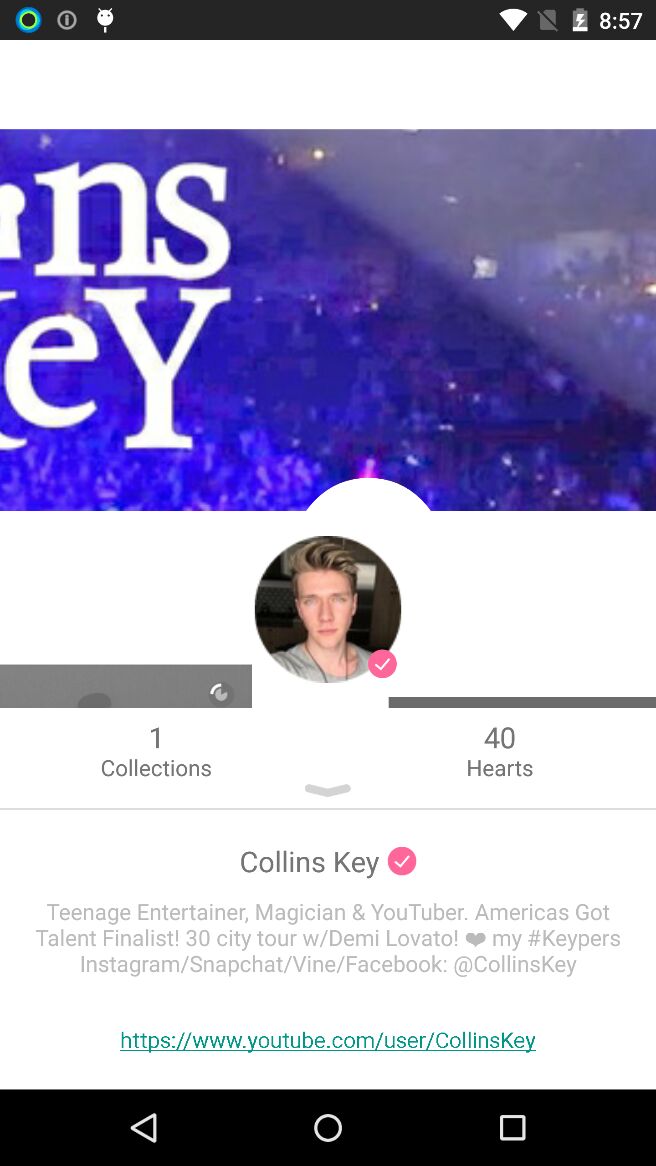 8:57
ns
KeY
1
Collections
40
Hearts
Collins Key
Teenage Entertainer, Magician & YouTuber. Americas Got
Talent Finalist! 30 city tour w/Demi Lovato! ❤ my #Keypers
Instagram/Snapchat/Vine/Facebook: @CollinsKey
https://www.youtube.com/user/CollinsKey